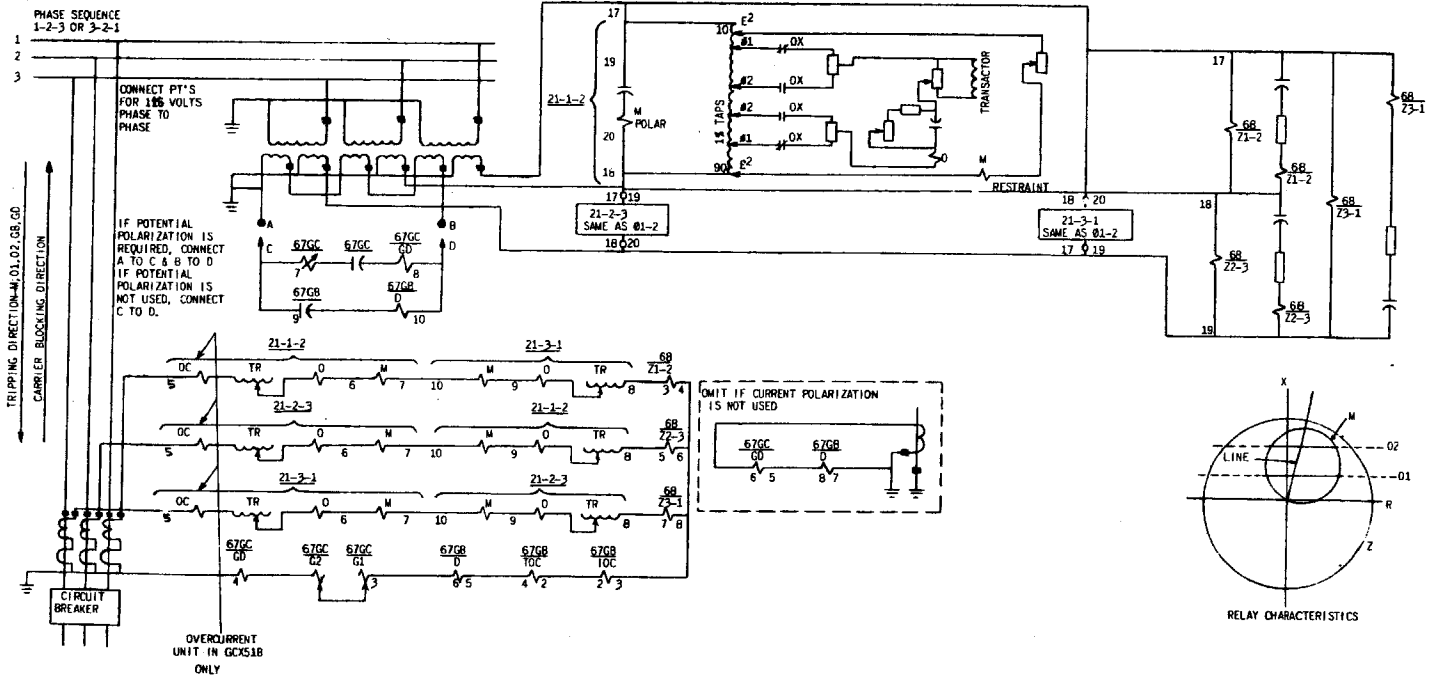 PHASE SEQUENCE
1-2-3 OR 3-2-1
1
2
3
CONNECT PT'S
VOLTS
PHASE TO
PHASE
TRIPPING DIRECTION-M,O1,O2,GB,GD
CARRIER BLOCKING DIRECTION
IF POTENTIAL
POLARIZATION IS
REQUIRED, CONNECT
A TO C & B TO D
IF POTENTIAL
POLARIZATION IS
NOT USED, CONNECT
C TO D.
A
B
C
D
67GC
7
67GC
67GC
GD
8
67GB
9
67GB
D
10
17
19
21-1-2
M
POLAR
20
18
10
E2
Ø1
OX
Ø2
OX
1% TAPS
Ø2
OX
Ø1
OX
90
E2
TRANSACTOR
O
M
RESTRAINT
17 19
21-2-3
SAME AS Ø1-2
18 20
18 20
21-3-1
SAME AS Ø1-2
17 19
17
68
Z1-2
68
Z1-2
68
Z3-1
68
Z3-1
18
68
Z2-3
68
Z2-3
19
21-1-2
21-3-1
OC
5
TR
O
6
M
7
10
M
9
O
TR
8
68
Z1-2
3 4
21-2-3
21-1-2
OC
5
TR
O
6
M
7
10
M
9
O
TR
8
68
Z2-3
5 6
21-3-1
21-2-3
OC
5
TR
O
6
M
7
10
M
9
O
TR
8
68
Z3-1
7 8
67GC
GD
4
67GC
G2
67GC
G1
3
67GB
D
6 5
67GB
TOC
4 2
67GB
IOC
2 3
CIRCUIT
BREAKER
OVERCURRENT
UNIT IN GCX51B
ONLY
OMIT IF CURRENT POLARIZATION
IS NOT USED
67GC
GD
6 5
67GB
D
8 7
X
M
O2
LINE
O1
R
Z
RELAY CHARACTERISTICS